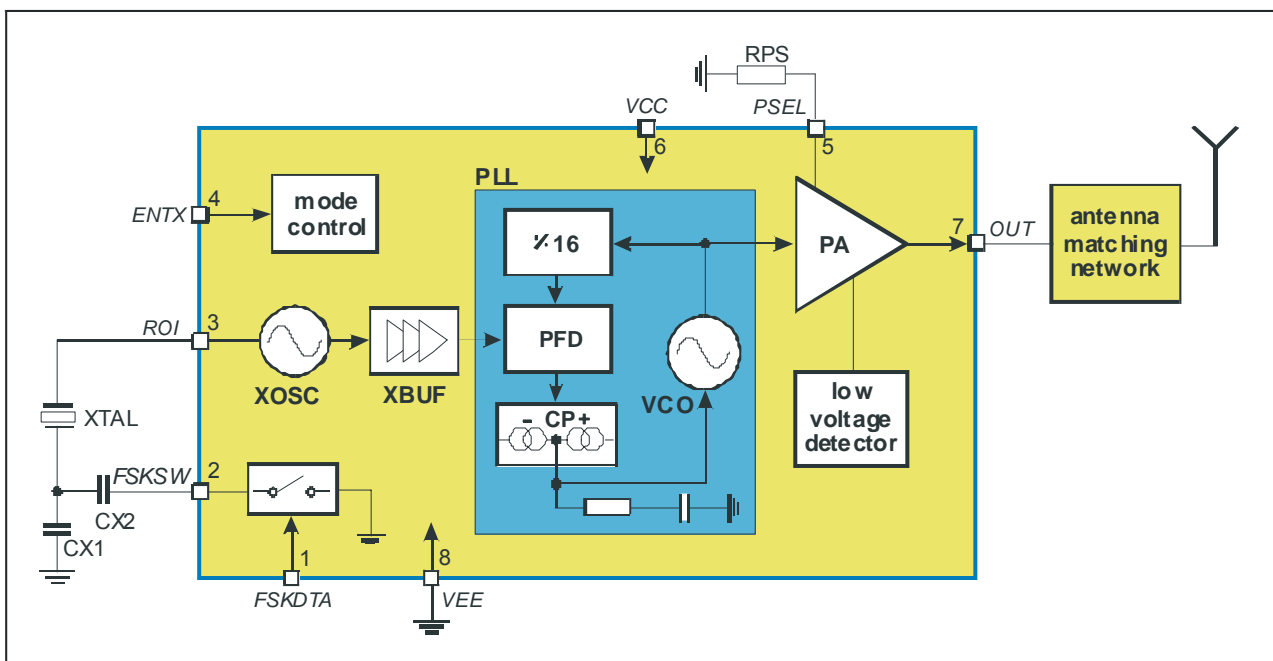 RPS
VCC
PSEL
6
5
PLL
4
ENTX
mode
control
÷16
PA
7
OUT
antenna
matching
network
3
ROI
PFD
XOSC
XBUF
VCO
low
voltage
detector
- CP +
XTAL
FSKSW
2
CX2
CX1
1
8
FSKDTA
VEE